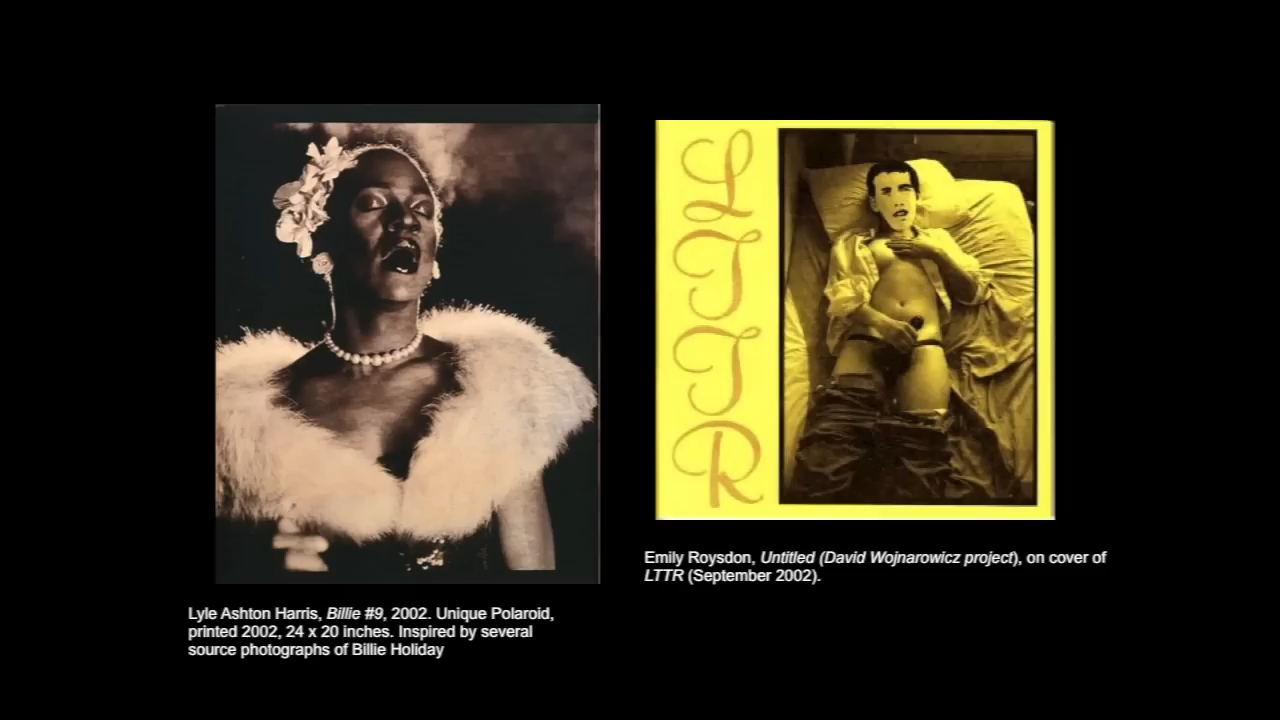 LTTR
Lyle Ashton Harris, Billie #9, 2002. Unique Polaroid,
printed 2002, 24 x 20 inches. Inspired by several
source photographs of Billie Holiday
Emily Roysdon, Untitled (David Wojnarowicz project), on cover of
LTTR (September 2002).